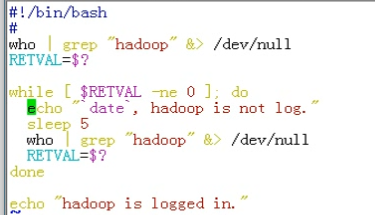 #!/bin/bash
#
who | grep "hadoop" &> /dev/null
RETVAL=$?

while [ $RETVAL -ne 0 ]; do
  echo "`date`, hadoop is not log."
  sleep 5
  who | grep "hadoop" &> /dev/null
  RETVAL=$?
done

echo "hadoop is logged in."
~